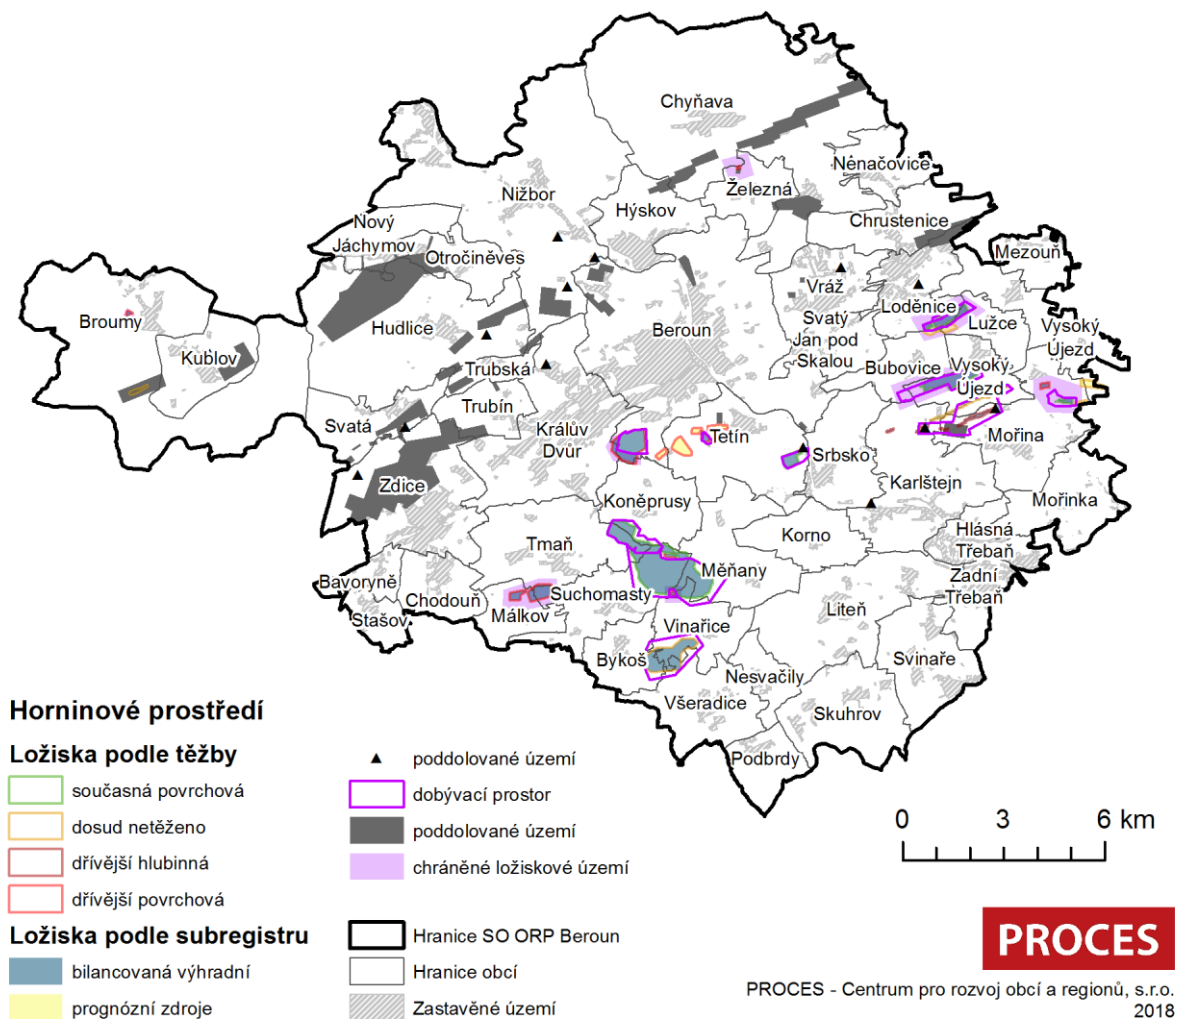 Chyňava
Nenačovice
Železná
Nižbor
Hýskov
Chrustenice
Nový
Jáchymov
Otročiněves
Mezouň
Vráž
Loděnice
Broumy
Hudlice
Beroun
Svatý
Jan pod
Skalou
Lužce
Vysoký
Újezd
Kublov
Trubská
Bubovice
Vysoký
Újezd
Trubín
Svatá
Králův
Dvůr
Tetín
Mořina
Srbsko
Zdice
Karlštejn
Koněprusy
Mořinka
Tmaň
Korno
Hlásná
Třebaň
Měňany
Bavoryně
Chodouň
Suchomasty
Zadní
Třebaň
Stašov
Málkov
Liteň
Vinařice
Bykoš
Svinaře
Nesvačily
Všeradice
Skuhrov
Podbrdy
Horninové prostředí
Ložiska podle těžby
současná povrchová
dosud netěženo
dřívější hlubinná
dřívější povrchová
Ložiska podle subregistru
bilancovaná výhradní
prognózní zdroje
poddolované území
dobývací prostor
poddolované území
chráněné ložiskové území
Hranice SO ORP Beroun
Hranice obcí
Zastavěné území
0 3 6 km
PROCES
PROCES - Centrum pro rozvoj obcí a regionů, s.r.o.
2018